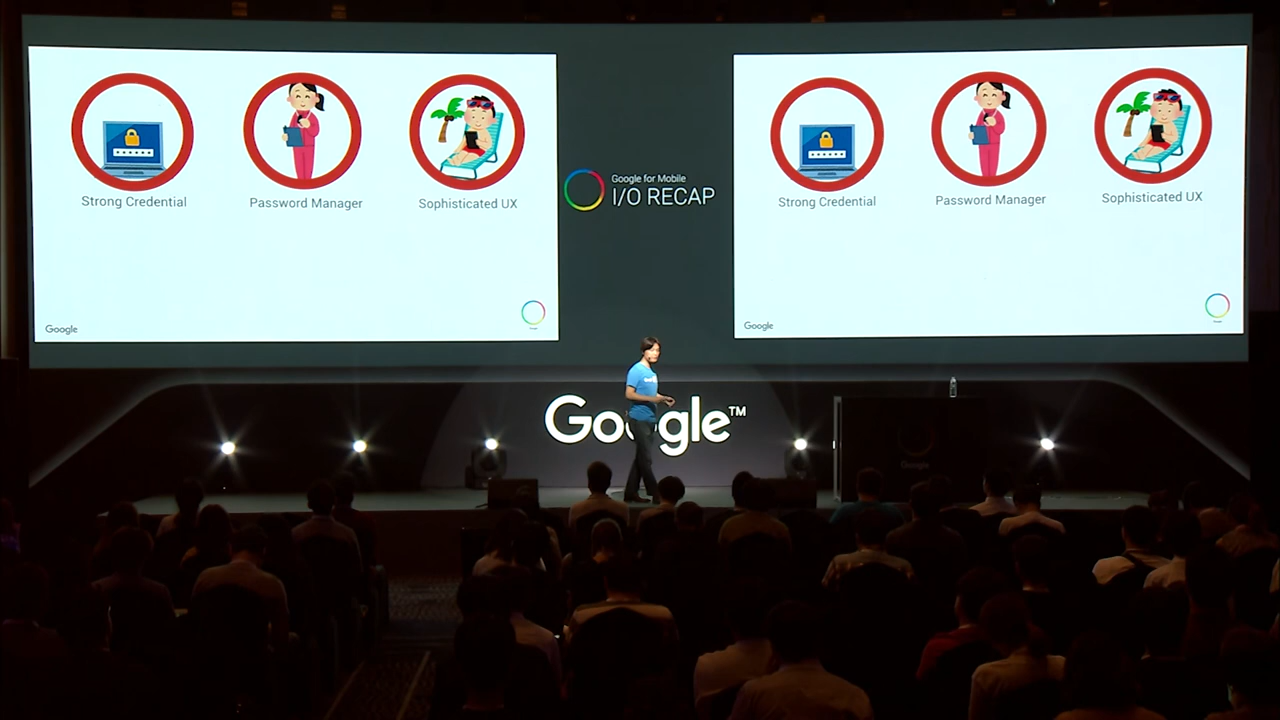 Strong Credential
Password Manager
Sophisticated UX
Google
Google for Mobile
I/O RECAP
Strong Credential
Password Manager
Sophisticated UX
Google
Google™
Google